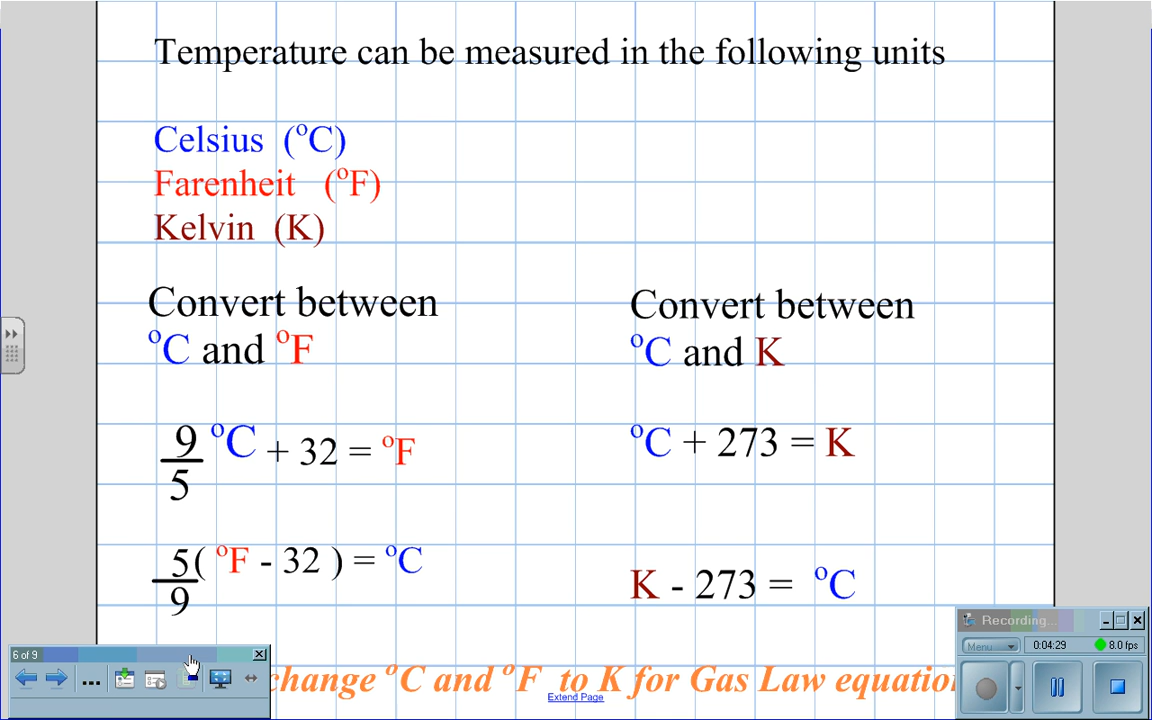 Temperature can be measured in the following units
Celsius (ºC)
Farenheit (ºF)
Kelvin (K)
Convert between
ºC and ºF
Convert between
ºC and K
9/5 ºC + 32 = ºF
ºC + 273 = K
5/9 ( ºF - 32 ) = ºC
K - 273 = ºC
change ºC and ºF to K for Gas Law
Extend Page
6 of 9
...
Recording...
Menu
0:04:29
8.0 fps